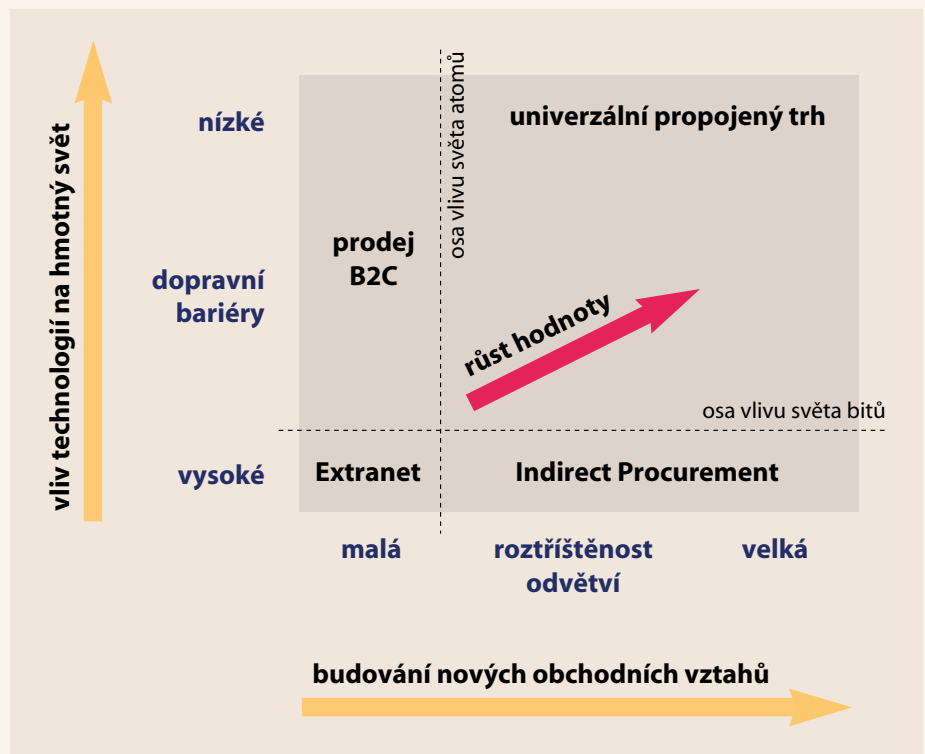 vliv technologií na hmotný svět
nízké
dopravní
bariéry
vysoké
osa vlivu světa atomů
univerzální propojený trh
prodej
B2C
růst hodnoty
osa vlivu světa bitů
Extranet
Indirect Procurement
malá
roztříštěnost
odvětví
velká
budování nových obchodních vztahů